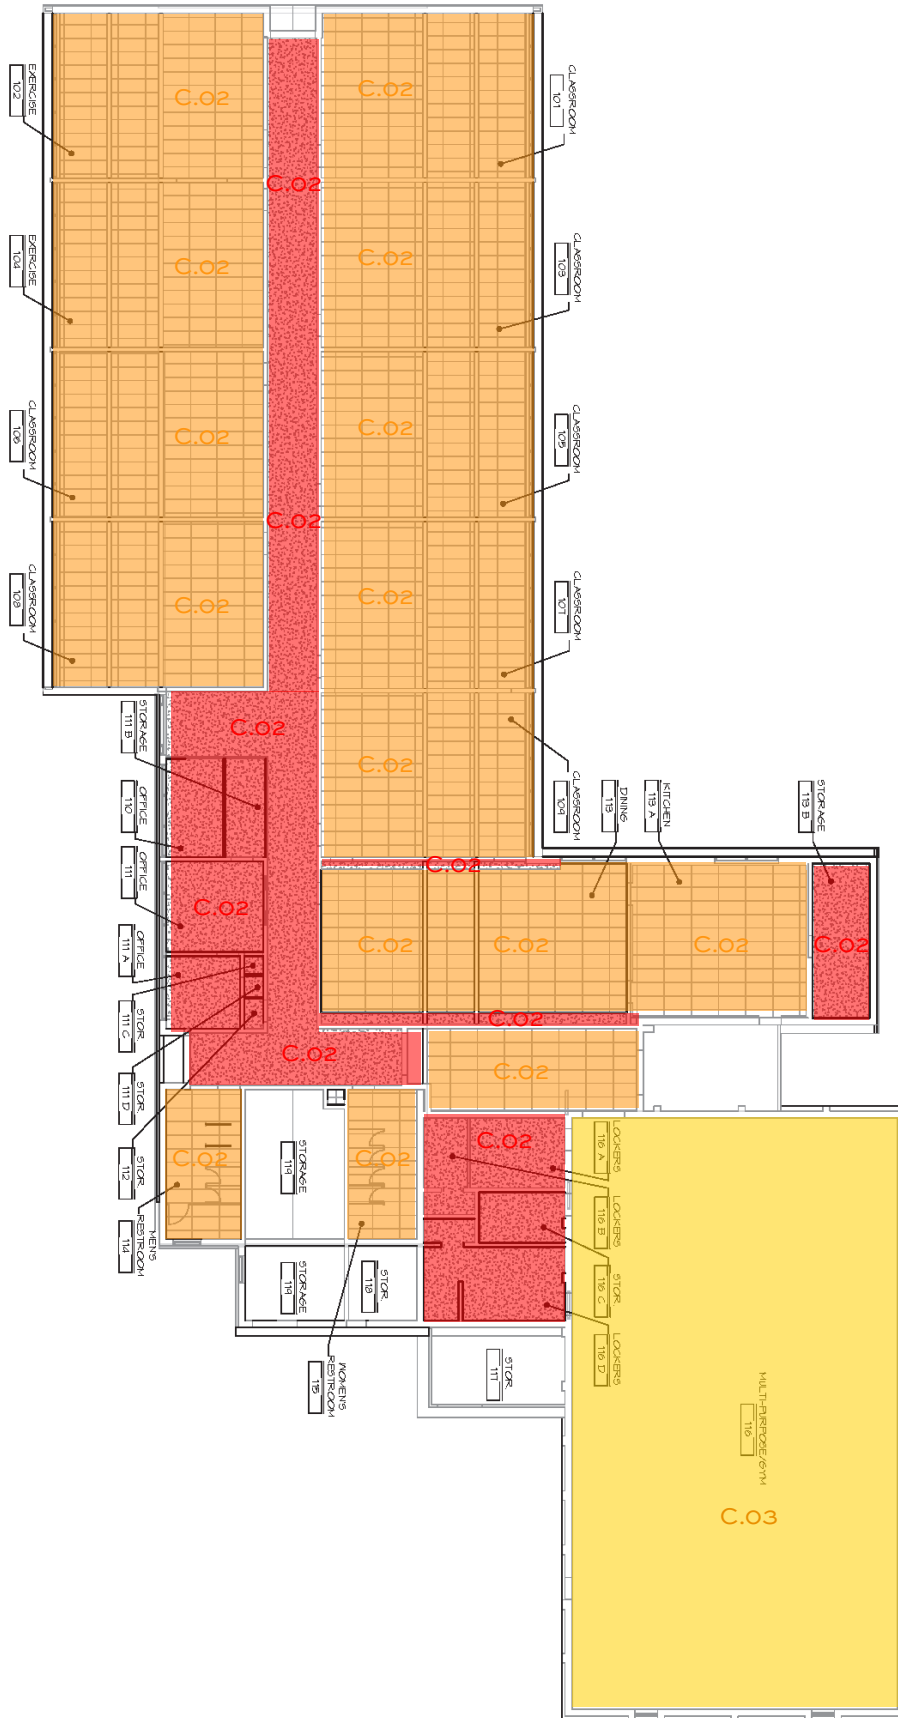 C.02
C.02
CLASSROOM
101
EXERCISE
102
C.02
C.02
C.02
CLASSROOM
103
EXERCISE
104
C.02
C.02
CLASSROOM
105
CLASSROOM
106
C.02
C.02
C.02
CLASSROOM
107
CLASSROOM
108
C.02
C.02
STORAGE
111 B
OFFICE
110
CLASSROOM
109
DINING
113
KITCHEN
113 A
STORAGE
113 B
C.02
OFFICE
111
C.02
C.02
C.02
C.02
C.02
OFFICE
111 A
STOR.
111 C
C.02
C.02
C.02
STOR.
111 D
STOR.
112
C.02
C.02
C.02
STORAGE
119
LOCKERS
116 A
LOCKERS
116 B
MEN'S
RESTROOM
114
STORAGE
119
STOR.
118
STOR.
116 C
LOCKERS
116 D
WOMEN'S
RESTROOM
115
STOR.
117
MULTI-PURPOSE/GYM
116
C.03